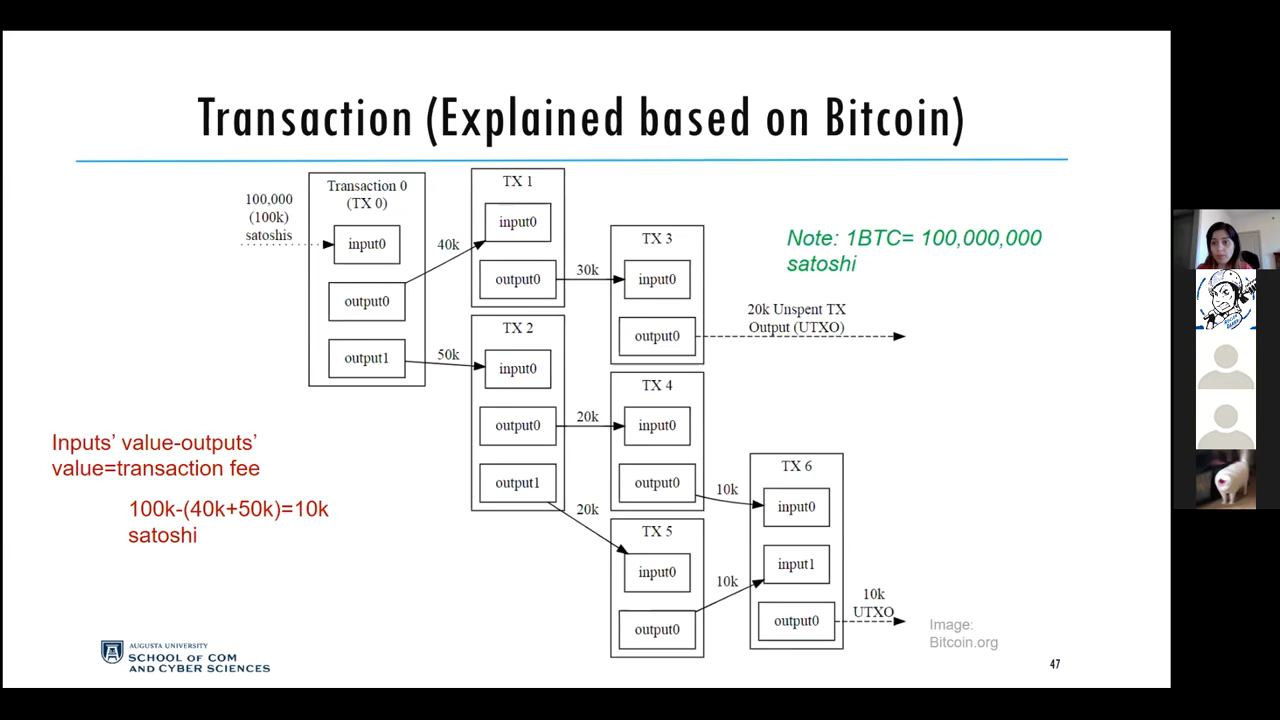 Transaction (Explained based on Bitcoin)
100,000
(100k)
satoshis
Transaction 0
(TX 0)
input0
output0
output1
40k
50k
TX 1
input0
output0
30k
TX 2
input0
output0
output1
20k
20k
TX 3
input0
output0
20k Unspent TX
Output (UTXO)
TX 4
input0
output0
10k
TX 5
input0
output0
10k
TX 6
input0
input1
output0
10k
UTXO
Note: 1BTC= 100,000,000
satoshi
Inputs’ value-outputs’
value=transaction fee
100k-(40k+50k)=10k
satoshi
Image:
Bitcoin.org
AUGUSTA UNIVERSITY
SCHOOL OF COM
AND CYBER SCIENCES
47